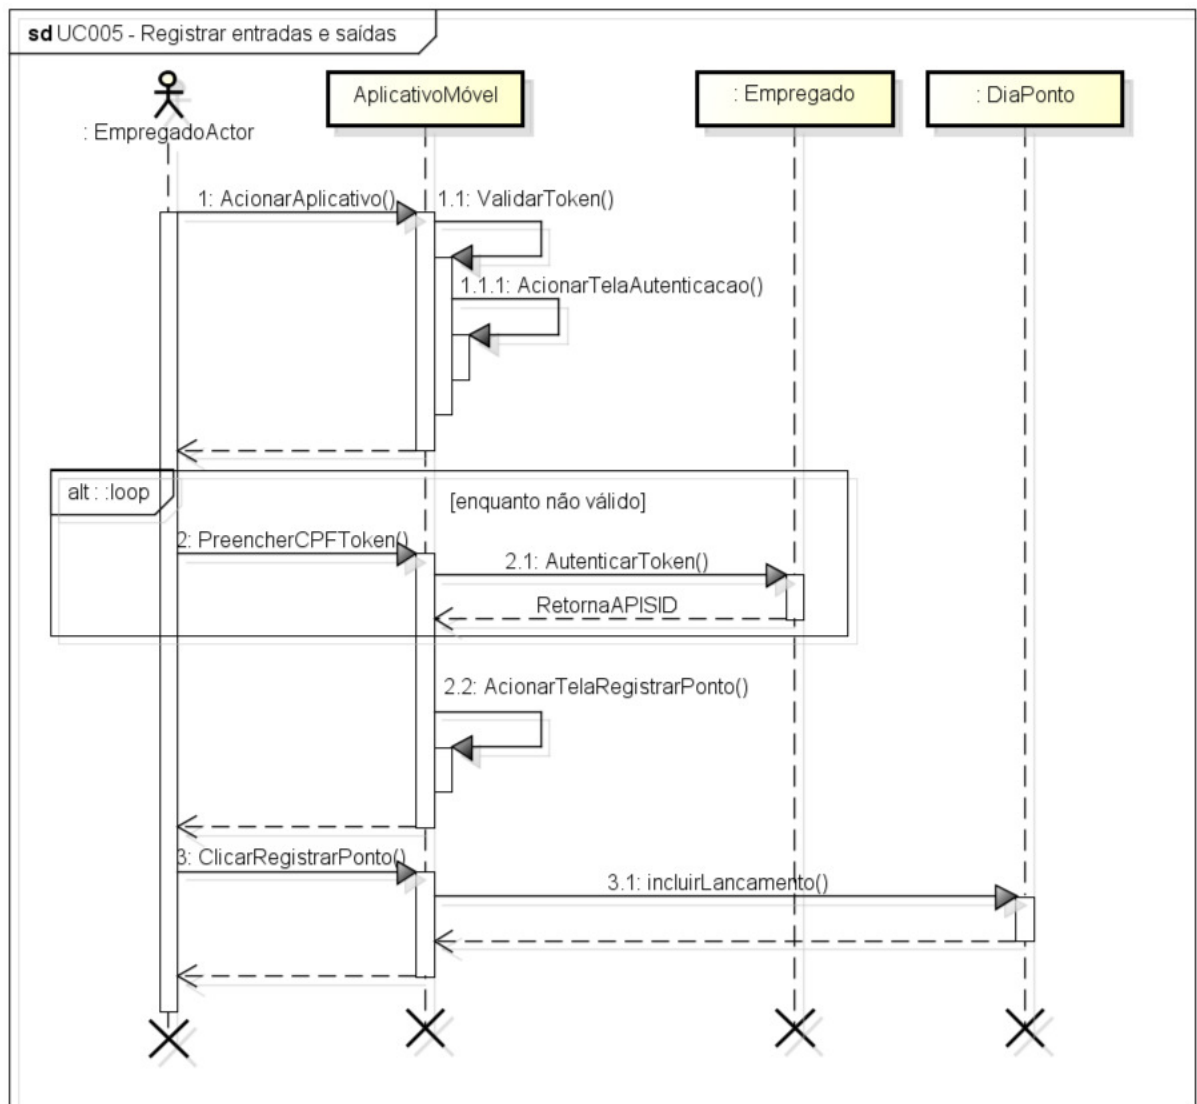 sd UC005 - Registrar entradas e saídas
AplicativoMóvel
: Empregado
: DiaPonto
: EmpregadoActor
1: AcionarAplicativo()
1.1: ValidarToken()
1.1.1: AcionarTelaAutenticacao()
alt : :loop
[enquanto não válido]
2: PreencherCPFToken()
2.1: AutenticarToken()
RetornaAPISID
2.2: AcionarTelaRegistrarPonto()
3: ClicarRegistrarPonto()
3.1: incluirLancamento()